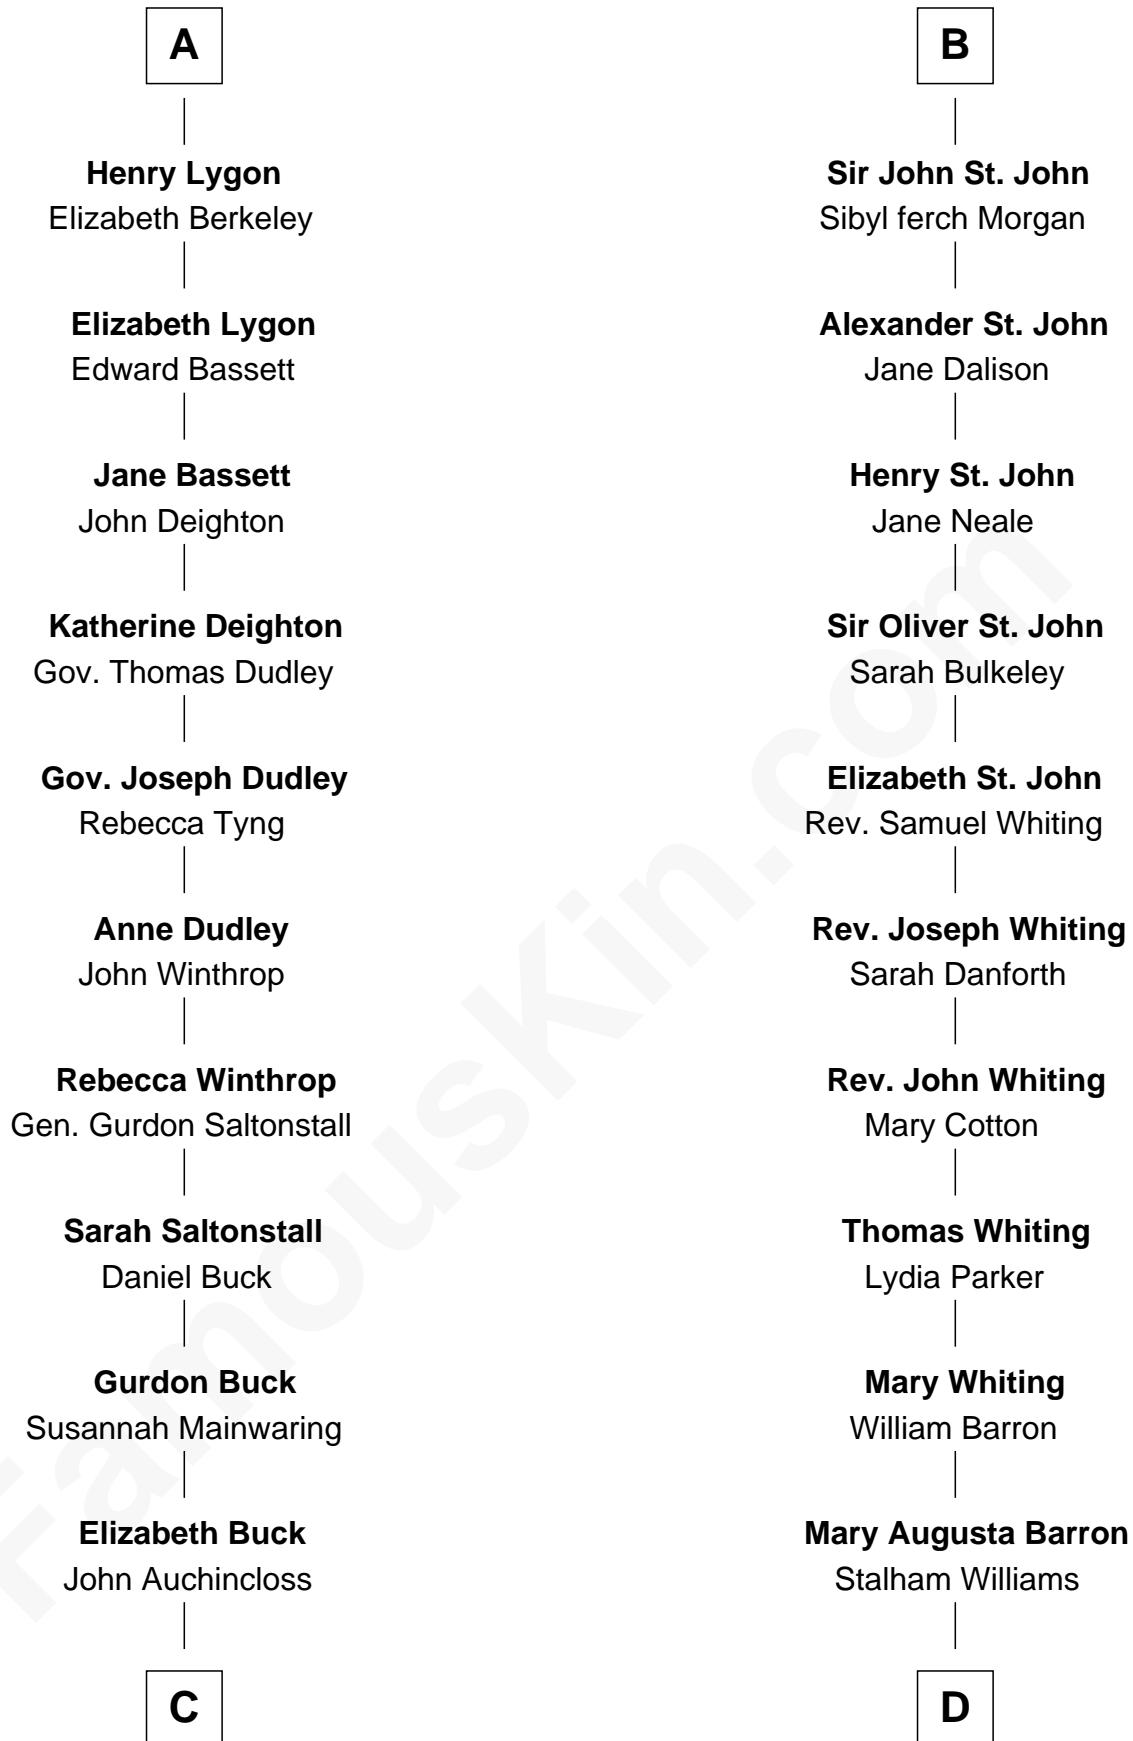 A
Henry Lygon
Elizabeth Berkeley
Elizabeth Lygon
Edward Bassett
Jane Bassett
John Deighton
Katherine Deighton
Gov. Thomas Dudley
Gov. Joseph Dudley
Rebecca Tyng
Anne Dudley
John Winthrop
Rebecca Winthrop
Gen. Gurdon Saltonstall
Sarah Saltonstall
Daniel Buck
Gurdon Buck
Susannah Mainwaring
Elizabeth Buck
John Auchincloss
C
B
Sir John St. John
Sibyl ferch Morgan
Alexander St. John
Jane Dalison
Henry St. John
Jane Neale
Sir Oliver St. John
Sarah Bulkeley
Elizabeth St. John
Rev. Samuel Whiting
Rev. Joseph Whiting
Sarah Danforth
Rev. John Whiting
Mary Cotton
Thomas Whiting
Lydia Parker
Mary Whiting
William Barron
Mary Augusta Barron
Stalham Williams
D
FamousKin.com